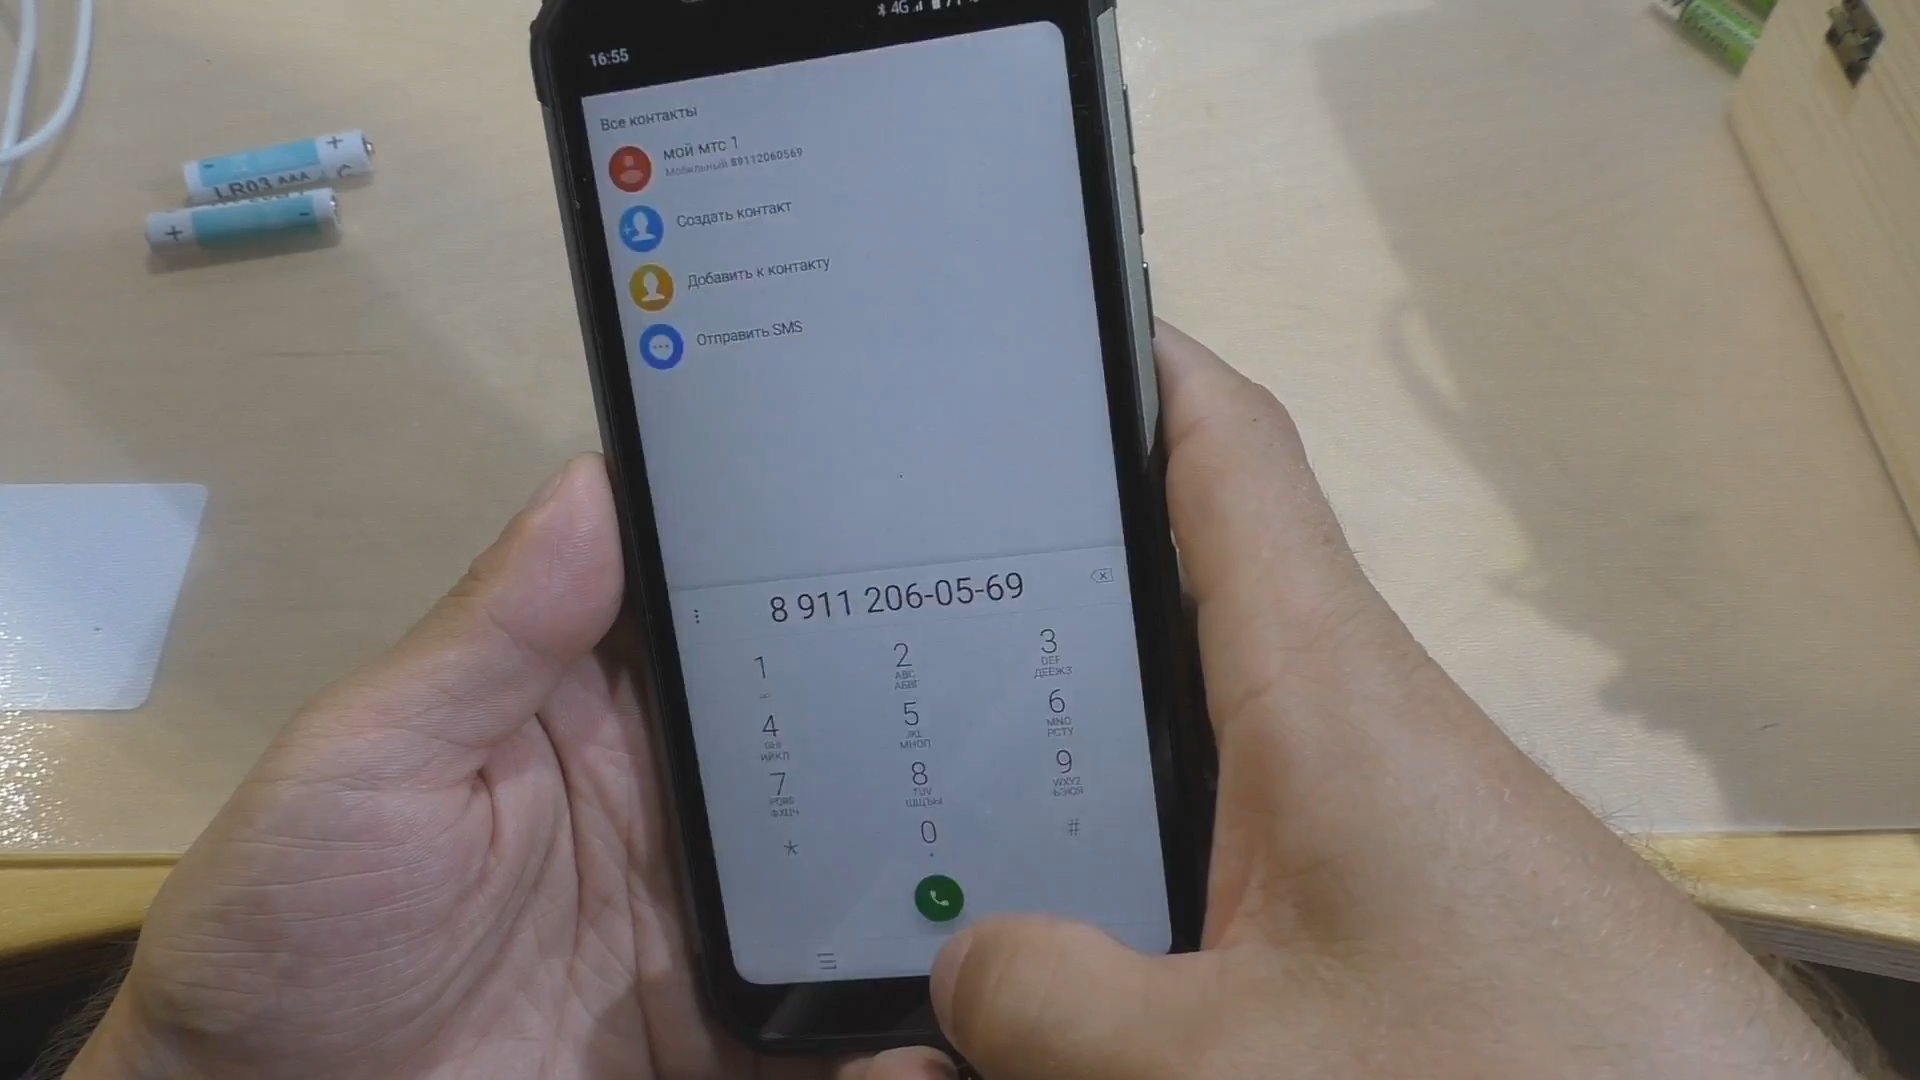 16:55
4G
Все контакты
мой мтс 1
Мобильный 89112060569
Создать контакт
Добавить к контакту
Отправить SMS
8 911 206-05-69
1
2
ABC
АБВГ
3
DEF
ДЕЁЖЗ
4
GHI
ИЙКЛ
5
JKL
МНОП
6
MNO
РСТУ
7
PQRS
ФХЦЧ
8
TUV
ШЩЪЫ
9
WXYZ
ЬЭЮЯ
*
0
#
LR03 AAA